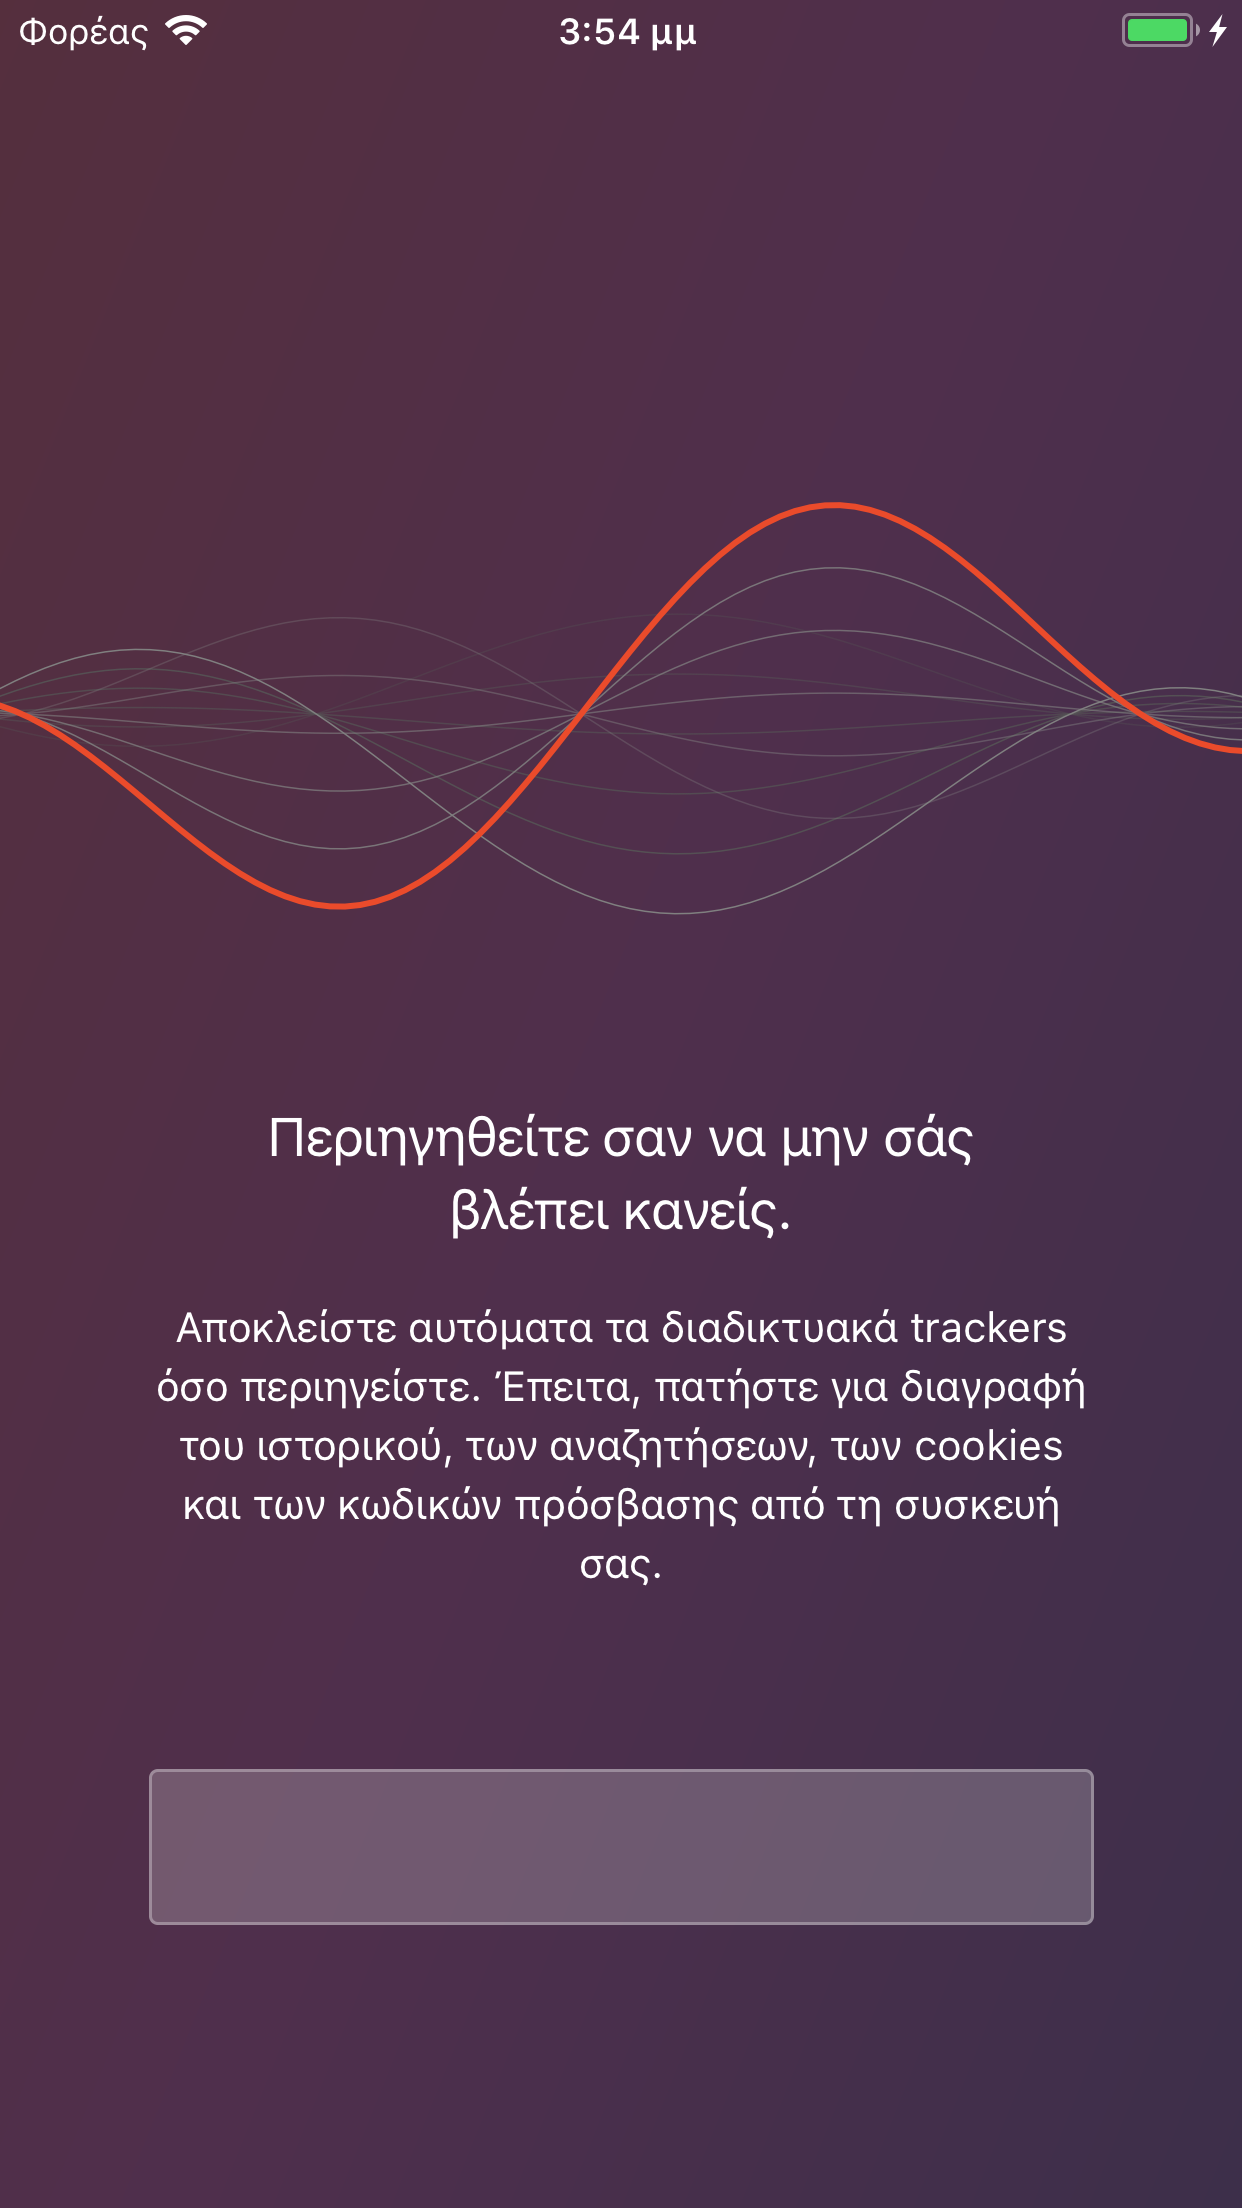 Φορέας
3:54 μμ
Περιηγηθείτε σαν να μην σάς
βλέπει κανείς.
Αποκλείστε αυτόματα τα διαδικτυακά trackers
όσο περιηγείστε. Έπειτα, πατήστε για διαγραφή
του ιστορικού, των αναζητήσεων, των cookies
και των κωδικών πρόσβασης από τη συσκευή
σας.